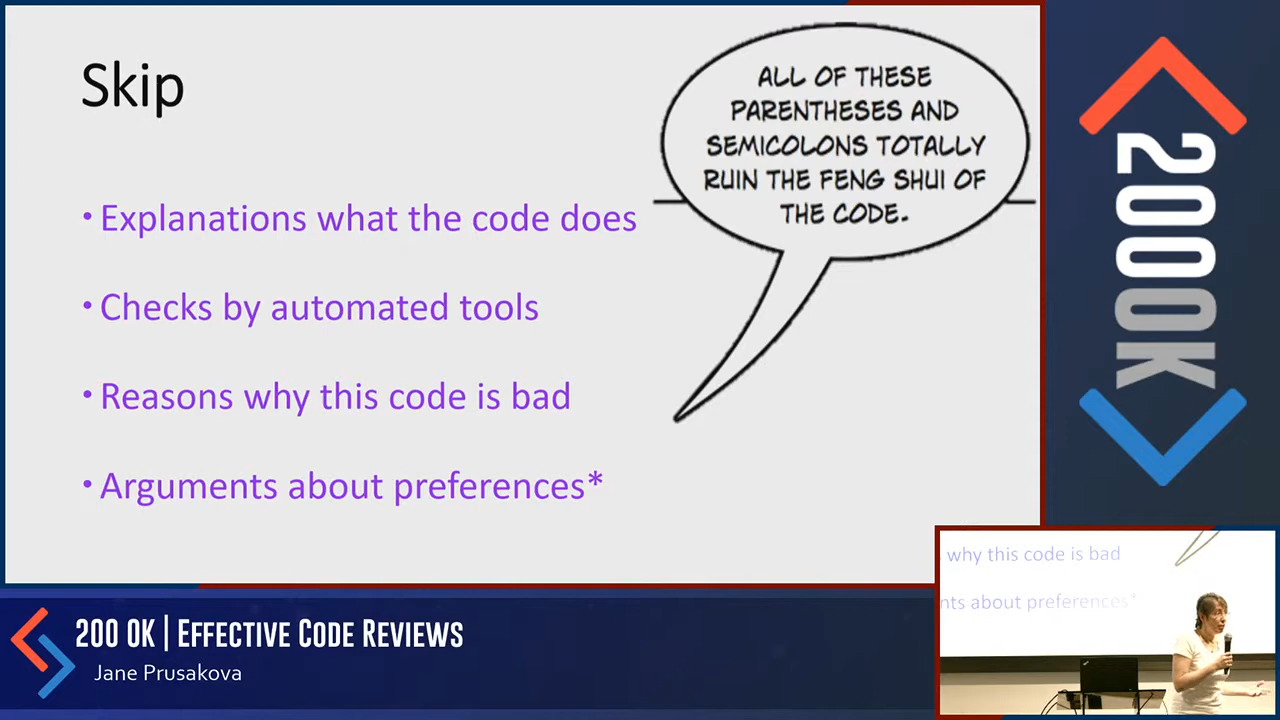 Skip
• Explanations what the code does
• Checks by automated tools
• Reasons why this code is bad
• Arguments about preferences*
ALL OF THESE
PARENTHESES AND
SEMICOLONS TOTALLY
RUIN THE FENG SHUI OF
THE CODE.
200OK
why this code is bad
nts about preferences*
200 OK | EFFECTIVE CODE REVIEWS
Jane Prusakova